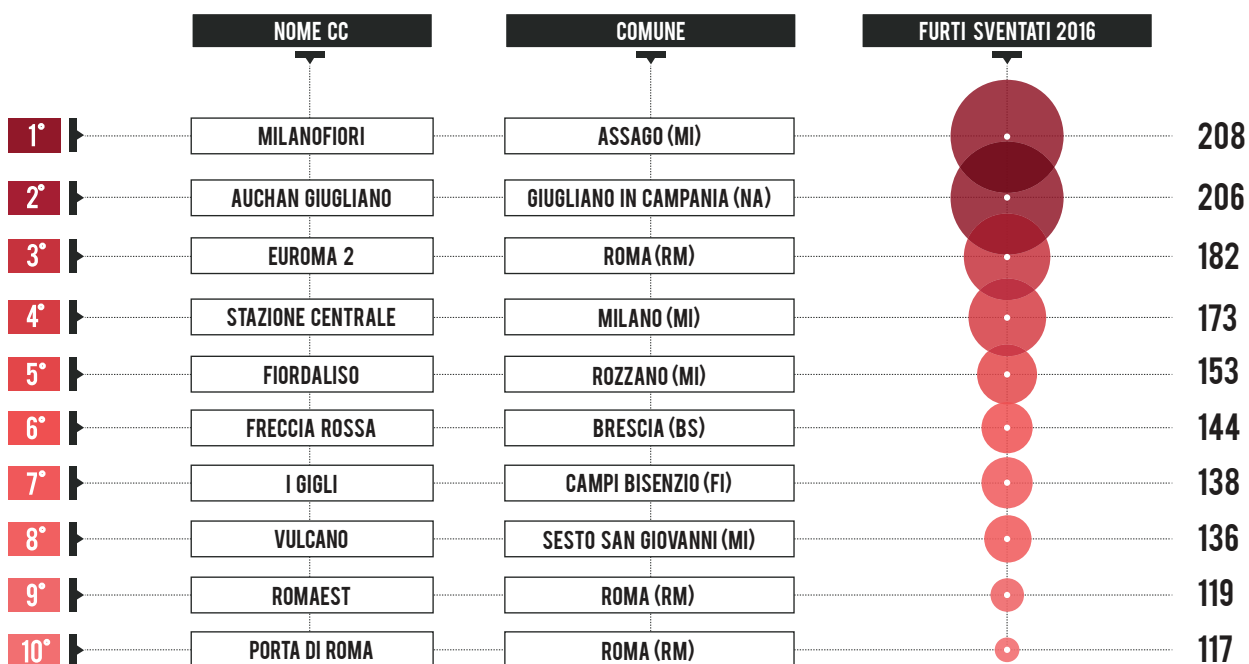 NOME CC COMUNE FURTI SVENTATI 2016
1° MILANOFIORI ASSAGO (MI) 208
2° AUCHAN GIUGLIANO GIUGLIANO IN CAMPANIA (NA) 206
3° EUROMA 2 ROMA (RM) 182
4° STAZIONE CENTRALE MILANO (MI) 173
5° FIORDALISO ROZZANO (MI) 153
6° FRECCIA ROSSA BRESCIA (BS) 144
7° I GIGLI CAMPI BISENZIO (FI) 138
8° VULCANO SESTO SAN GIOVANNI (MI) 136
9° ROMAEST ROMA (RM) 119
10° PORTA DI ROMA ROMA (RM) 117